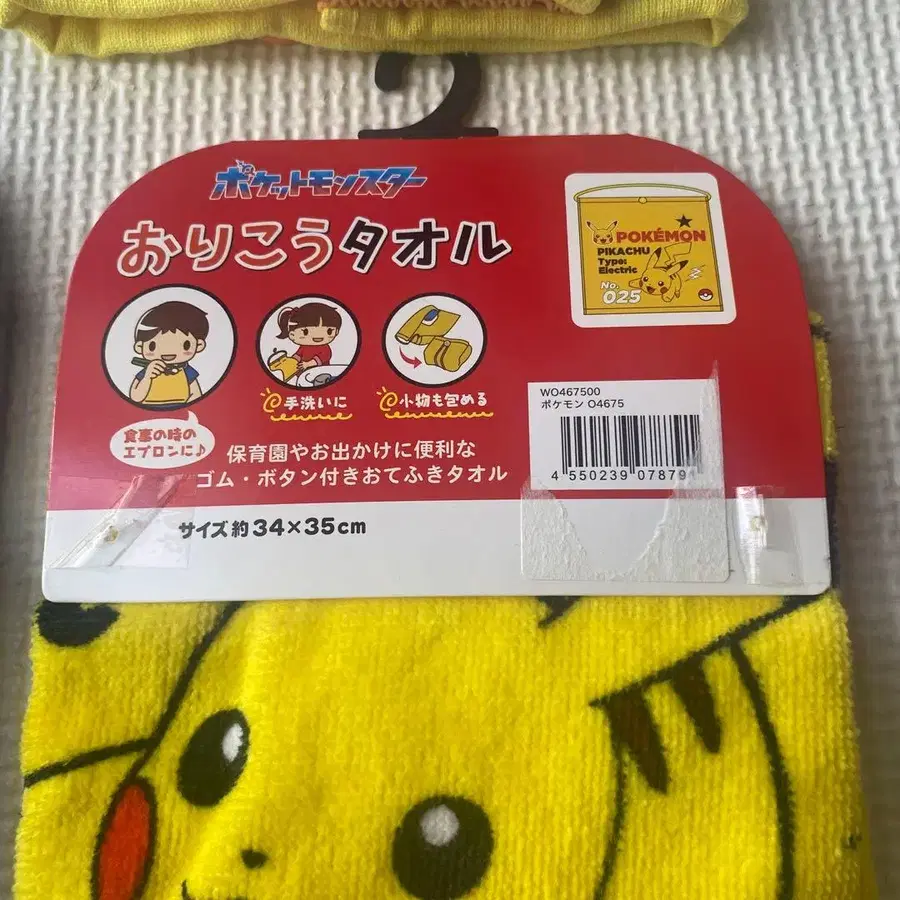 ポケットモンスター
おりこうタオル
POKÉMON
PIKACHU
Type:
Electric
No.
025
食事の時の
エプロンに♪
手洗いに
小物も包める
保育園やお出かけに便利な
ゴム・ボタン付きおてふきタオル
サイズ約34×35cm
WO467500
ポケモン O4675
4 550239 07879